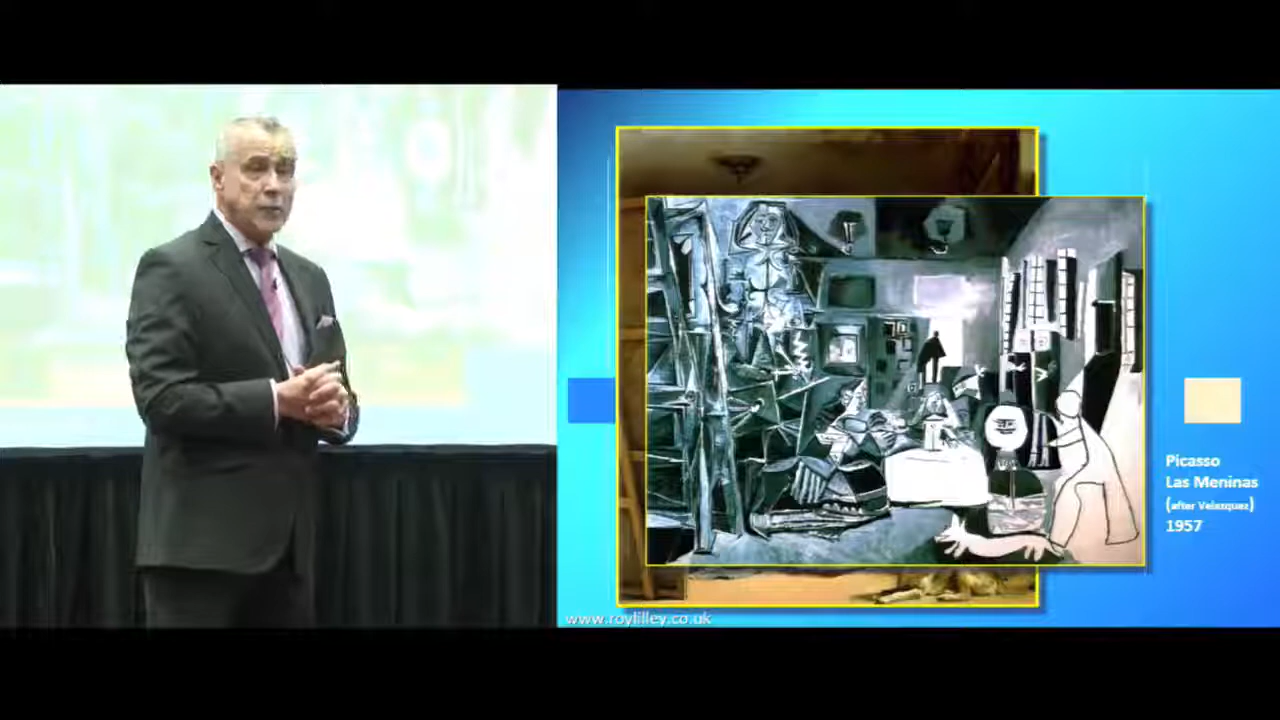 Picasso
Las Meninas
(after Velazquez)
1957
www.roylilley.co.uk